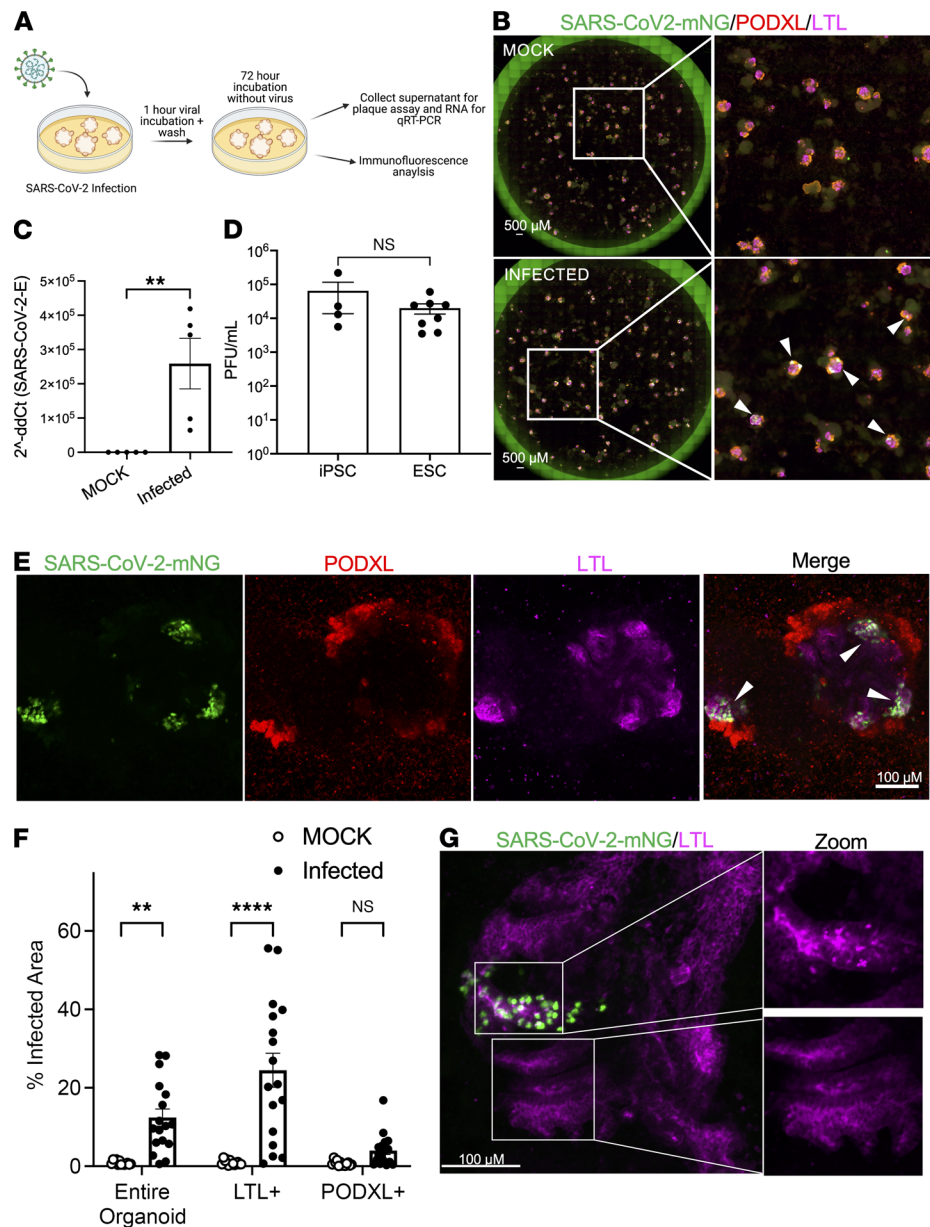 A
SARS-CoV-2 Infection
1 hour viral
incubation +
wash
72 hour
incubation
without virus
Collect supernatant for
plaque assay and RNA for
qRT-PCR
Immunofluorescence
anaylsis
B
SARS-CoV2-mNG/PODXL/LTL
MOCK
500 µM
INFECTED
500 µM
C
2^-ddCt (SARS-CoV-2-E)
5×10⁵
4×10⁵
3×10⁵
2×10⁵
1×10⁵
0
**
MOCK
Infected
D
PFU/mL
10⁶
10⁵
10⁴
10³
10²
10¹
10⁰
NS
iPSC
ESC
E
SARS-CoV-2-mNG
PODXL
LTL
Merge
100 µM
F
MOCK
Infected
% Infected Area
60
40
20
0
**
****
NS
Entire
Organoid
LTL+
PODXL+
G
SARS-CoV-2-mNG/LTL
Zoom
100 µM